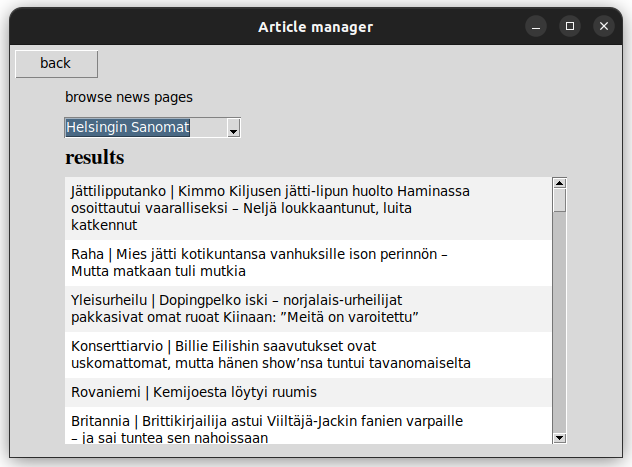 Article manager
back
browse news pages
Helsingin Sanomat
results
Jättilipputanko | Kimmo Kiljusen jätti-lipun huolto Haminassa
osoittautui vaaralliseksi – Neljä loukkaantunut, luita
katkennut
Raha | Mies jätti kotikuntansa vanhuksille ison perinnön –
Mutta matkaan tuli mutkia
Yleisurheilu | Dopingpelko iski – norjalais-urheilijat
pakkasivat omat ruoat Kiinaan: ”Meitä on varoitettu”
Konserttiarvio | Billie Eilishin saavutukset ovat
uskomattomat, mutta hänen show’nsa tuntui tavanomaiselta
Rovaniemi | Kemijoesta löytyi ruumis
Britannia | Brittikirjailija astui Viiltäjä-Jackin fanien varpaille
– ja sai tuntea sen nahoissaan